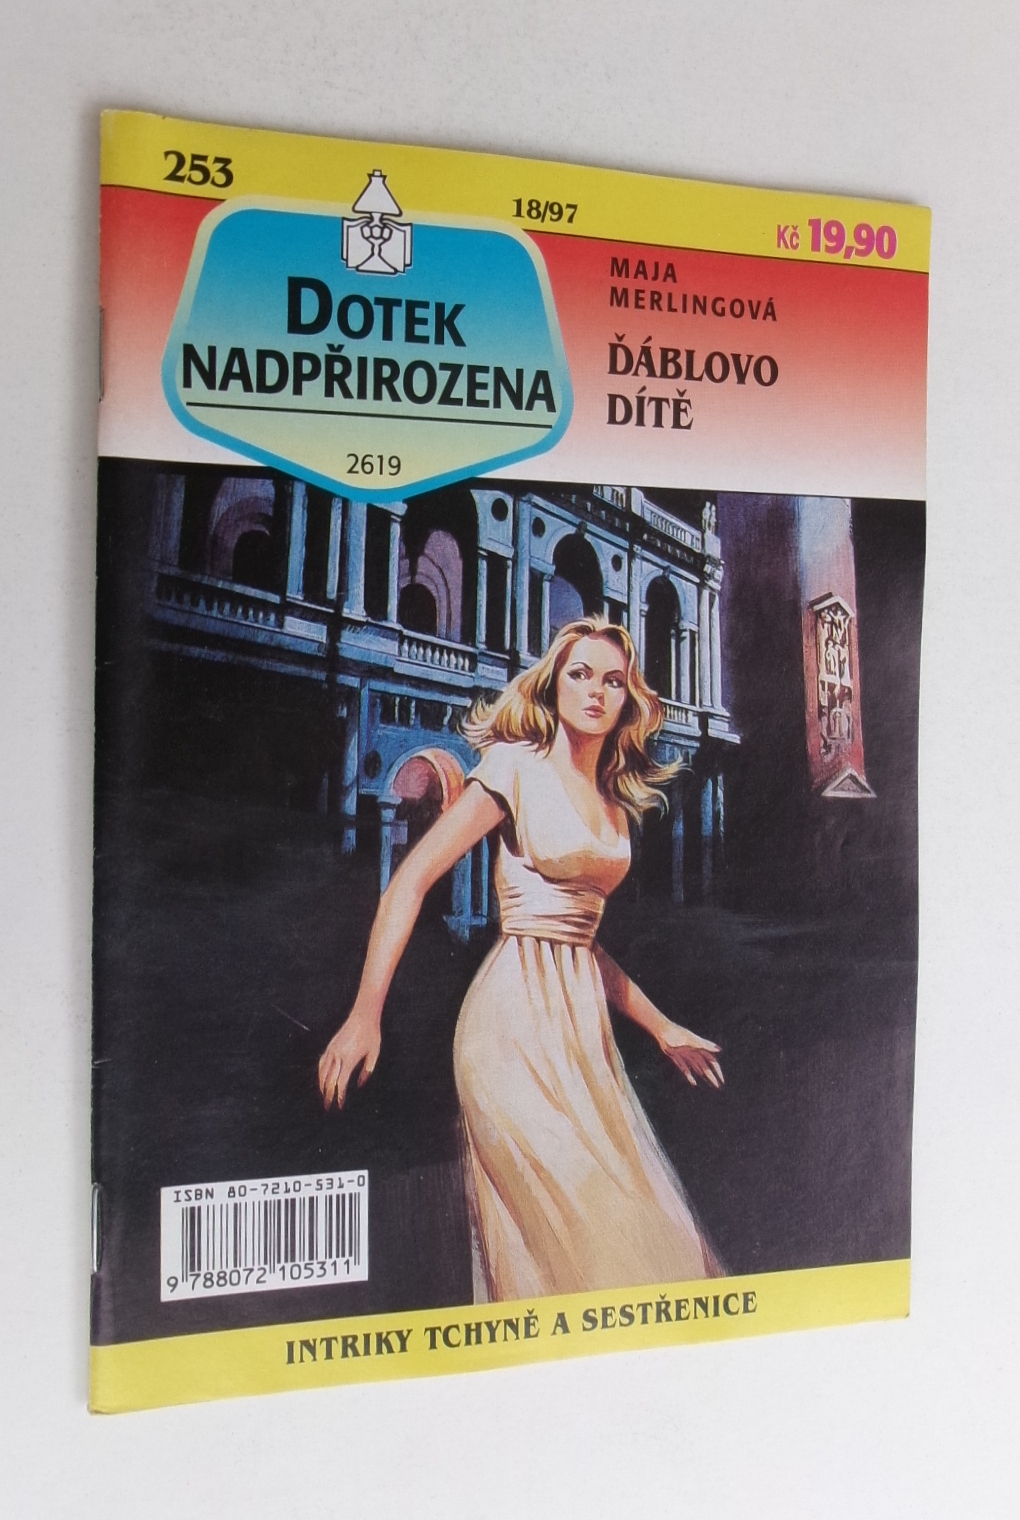 253
18/97
Kč 19,90
DOTEK
NADPŘIROZENA
2619
MAJA
MERLINGOVÁ
ĎÁBLOVO
DÍTĚ
ISBN 80-7210-531-0
9 788072 105311
INTRIKY TCHYNĚ A SESTŘENICE